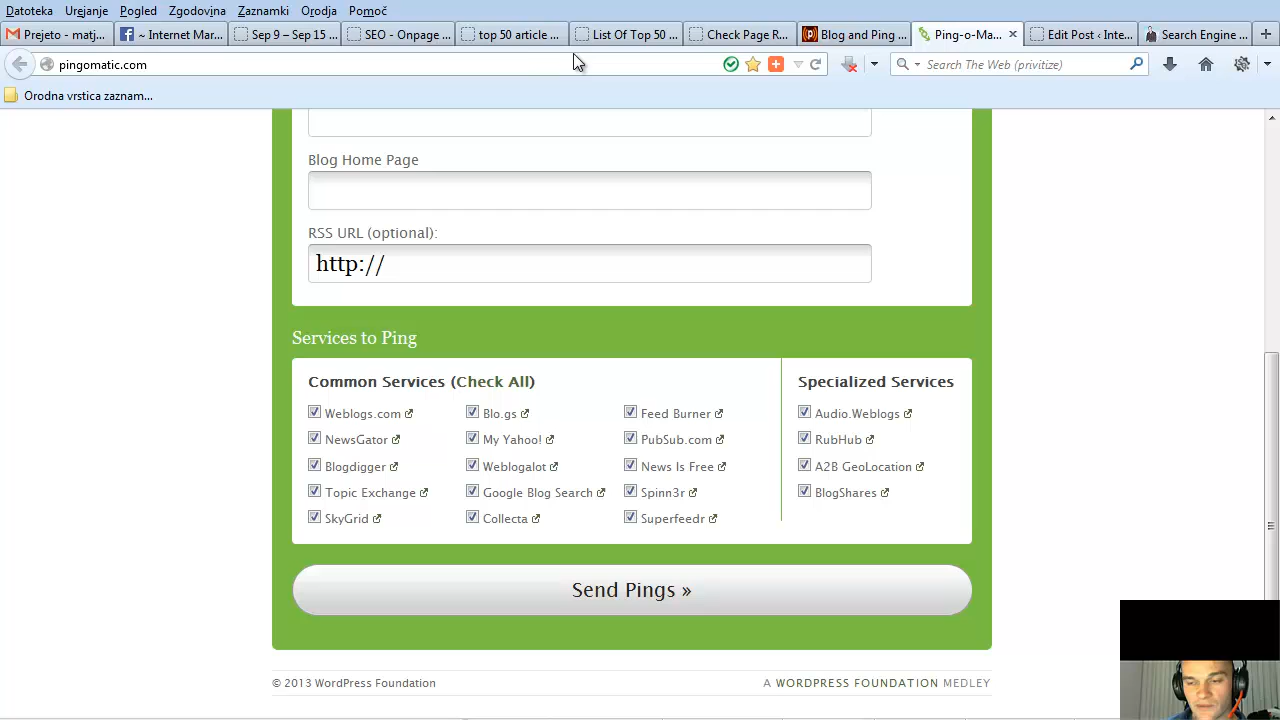 Datoteka Urejanje Pogled Zgodovina Zaznamki Orodja Pomoč
Prejeto - matj... ~ Internet Mar... Sep 9 – Sep 15 ... SEO - Onpage ... top 50 article ... List Of Top 50 ... Check Page R... Blog and Ping ... Ping-o-Ma... Edit Post ‹ Inte... Search Engine ...
pingomatic.com Search The Web (privitize)
Orodna vrstica zaznam...
Blog Home Page
RSS URL (optional):
http://
Services to Ping
Common Services (Check All) Specialized Services
Weblogs.com Blo.gs Feed Burner Audio.Weblogs
NewsGator My Yahoo! PubSub.com RubHub
Blogdigger Weblogalot News Is Free A2B GeoLocation
Topic Exchange Google Blog Search Spinn3r BlogShares
SkyGrid Collecta Superfeedr
Send Pings »
© 2013 WordPress Foundation A WORDPRESS FOUNDATION MEDLEY